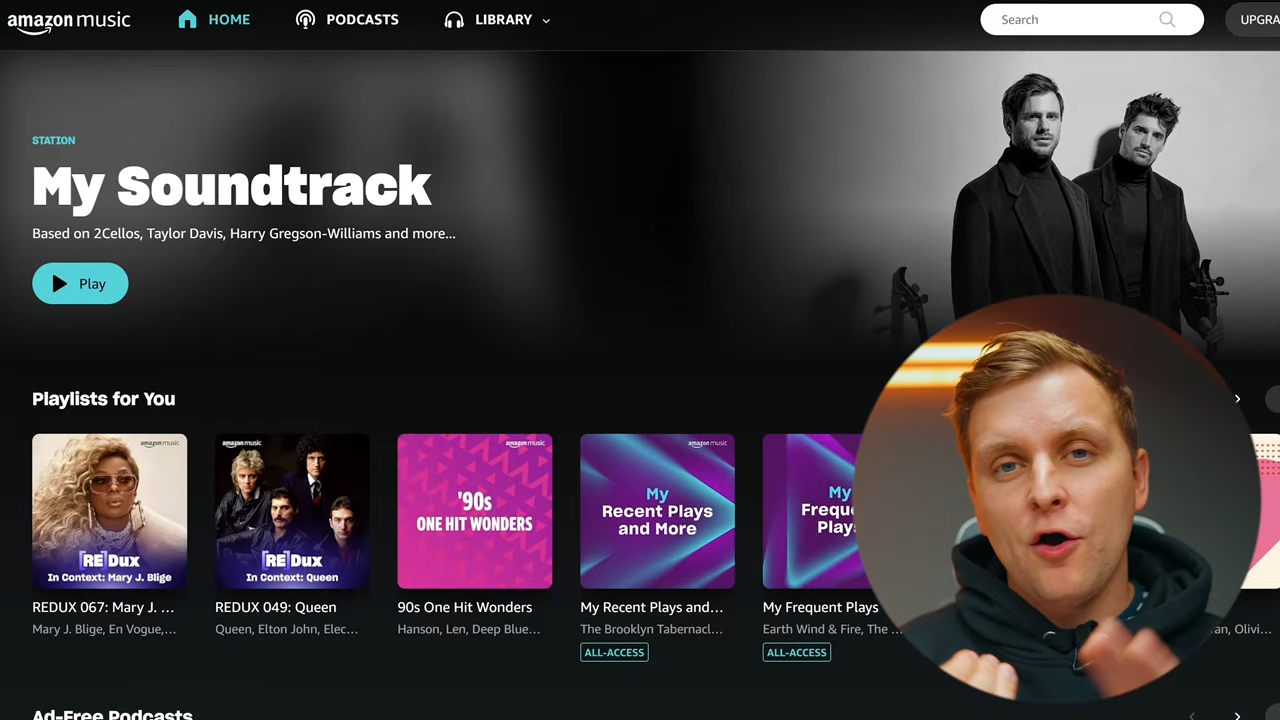 amazon music
HOME
PODCASTS
LIBRARY
Search
UPGRA
STATION
My Soundtrack
Based on 2Cellos, Taylor Davis, Harry Gregson-Williams and more...
Play
Playlists for You
amazon music
[RE]Dux
In Context: Mary J. Blige
amazon music
[RE]Dux
In Context: Queen
amazon music
'90s
ONE HIT WONDERS
amazon music
My
Recent Plays
and More
My
Freque
Plays
REDUX 067: Mary J. ...
REDUX 049: Queen
90s One Hit Wonders
My Recent Plays and...
My Frequent Plays
Mary J. Blige, En Vogue,...
Queen, Elton John, Elec...
Hanson, Len, Deep Blue...
The Brooklyn Tabernacl...
Earth Wind & Fire, The ...
an, Olivi...
ALL-ACCESS
ALL-ACCESS
Ad-Free Podcasts